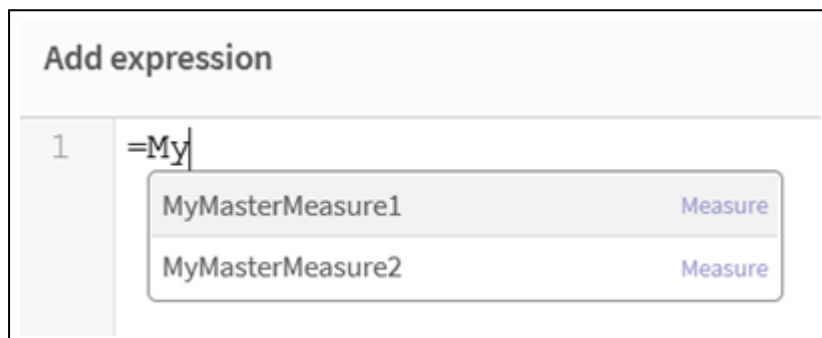 Add expression
1 =My
MyMasterMeasure1 Measure
MyMasterMeasure2 Measure